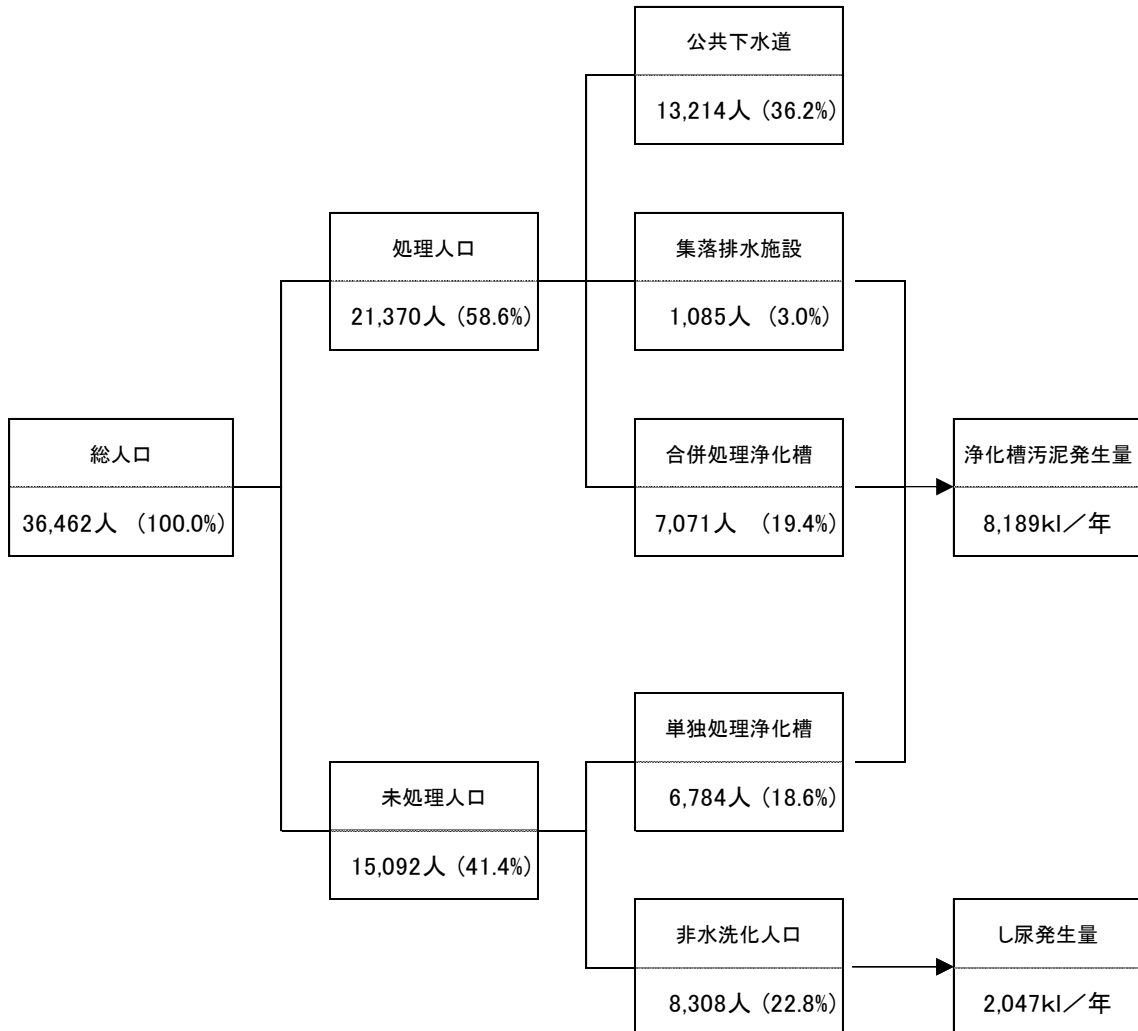 公共下水道
13,214人 (36.2%)
処理人口
21,370人 (58.6%)
集落排水施設
1,085人 (3.0%)
総人口
36,462人 (100.0%)
合併処理浄化槽
7,071人 (19.4%)
浄化槽汚泥発生量
8,189kl/年
未処理人口
15,092人 (41.4%)
単独処理浄化槽
6,784人 (18.6%)
非水洗化人口
8,308人 (22.8%)
し尿発生量
2,047kl/年